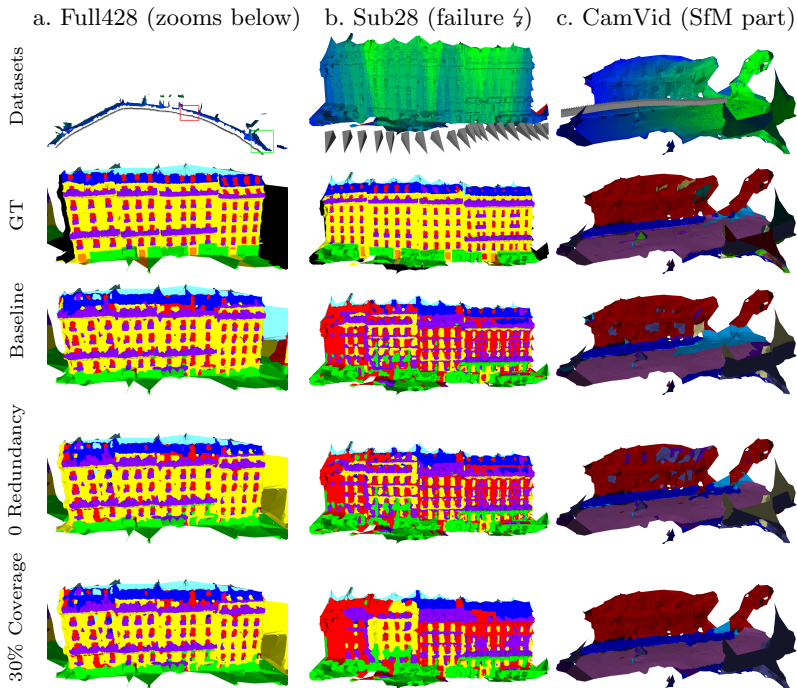 a. Full428 (zooms below) b. Sub28 (failure ϟ) c. CamVid (SfM part)
Datasets
GT
Baseline
0 Redundancy
30% Coverage